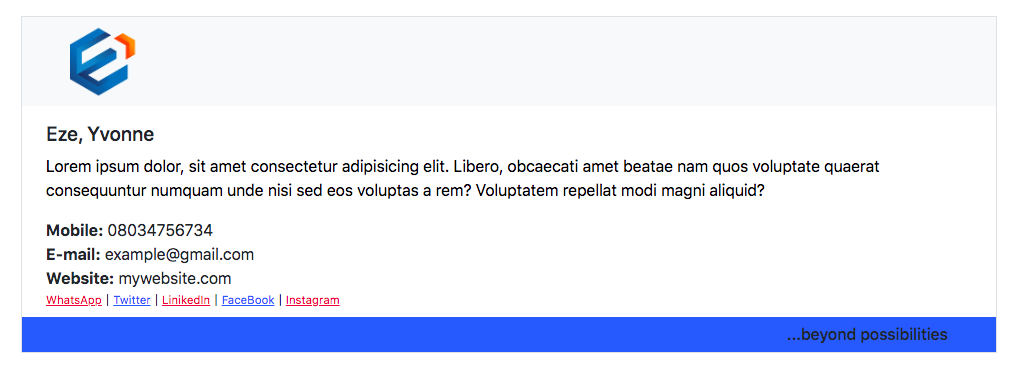 Eze, Yvonne
Lorem ipsum dolor, sit amet consectetur adipisicing elit. Libero, obcaecati amet beatae nam quos voluptate quaerat
consequuntur numquam unde nisi sed eos voluptas a rem? Voluptatem repellat modi magni aliquid?
Mobile: 08034756734
E-mail: example@gmail.com
Website: mywebsite.com
WhatsApp | Twitter | LinikedIn | FaceBook | Instagram
...beyond possibilities